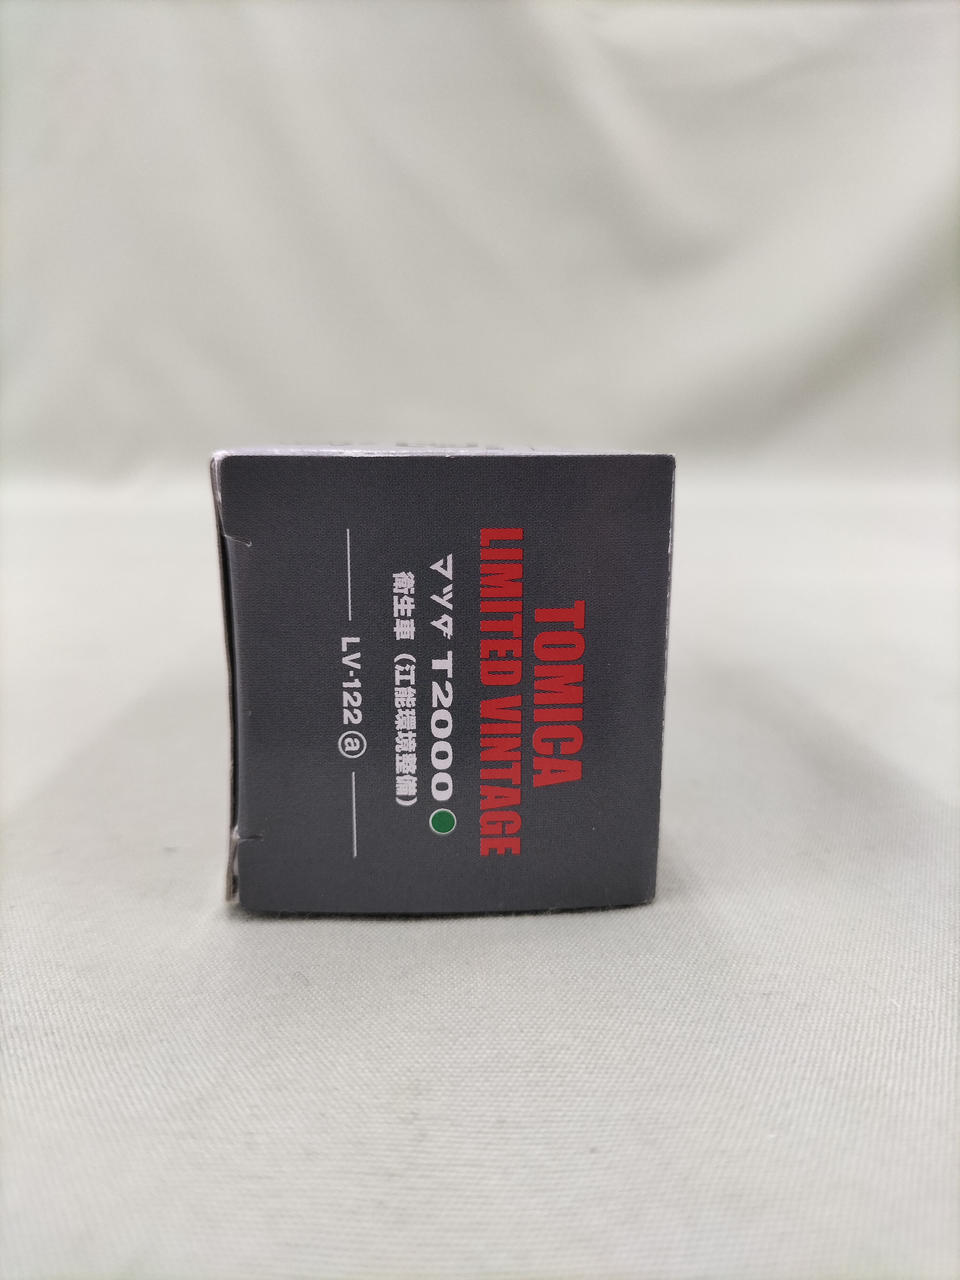 TOMICA
LIMITED VINTAGE
マツダ T2000
衛生車（江能環境整備）
LV-122 ⓐ